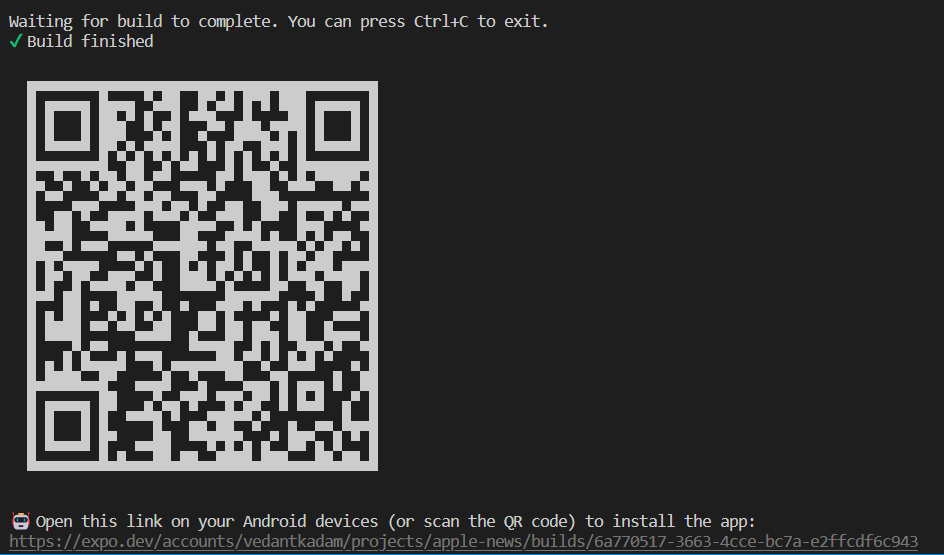 Waiting for build to complete. You can press Ctrl+C to exit.
✓ Build finished
Open this link on your Android devices (or scan the QR code) to install the app:
https://expo.dev/accounts/vedantkadam/projects/apple-news/builds/6a770517-3663-4cce-bc7a-e2ffcdf6c943